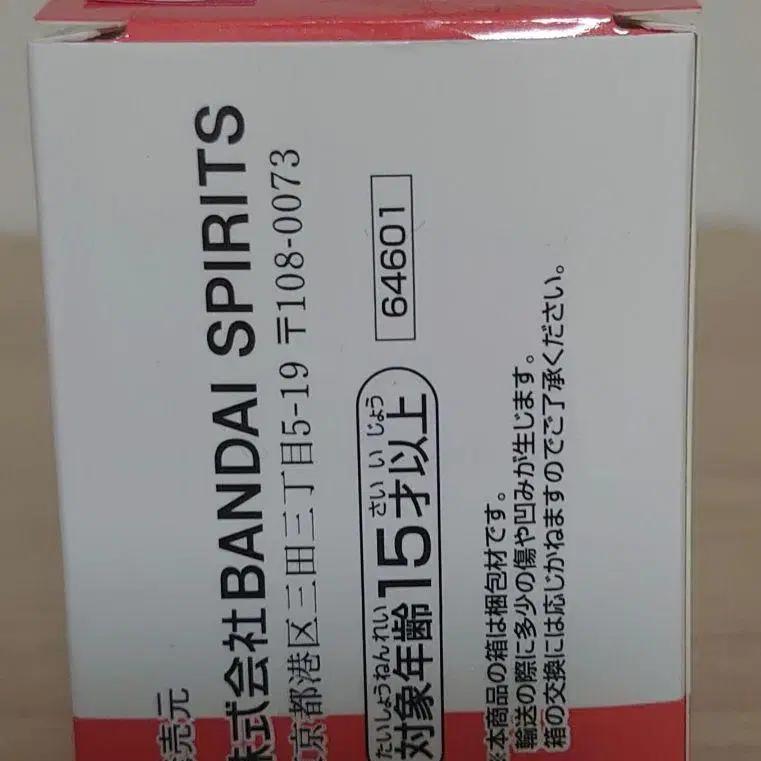 売元
式会社BANDAI SPIRITS
京都港区三田三丁目5-19 〒108-0073
たいしょうねんれい さい い じょう
対象年齢15才以上
64601
※本商品の箱は梱包材です。
輸送の際に多少の傷や凹みが生じます。
箱の交換には応じかねますのでご了承ください。